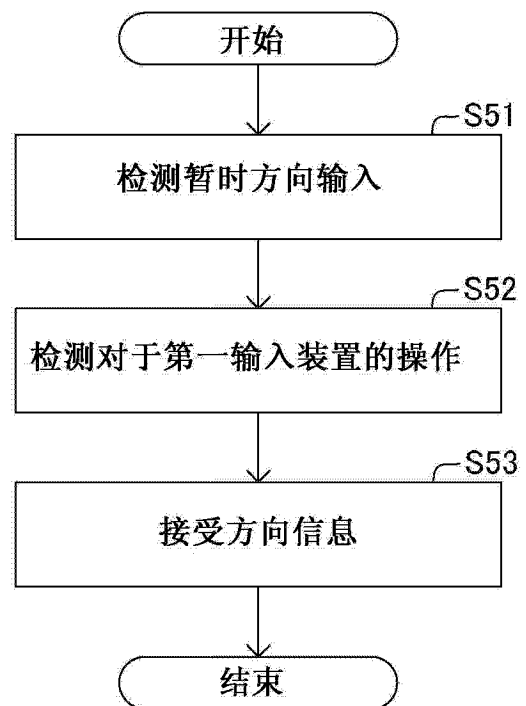 开始
S51
检测暂时方向输入
S52
检测对于第一输入装置的操作
S53
接受方向信息
结束